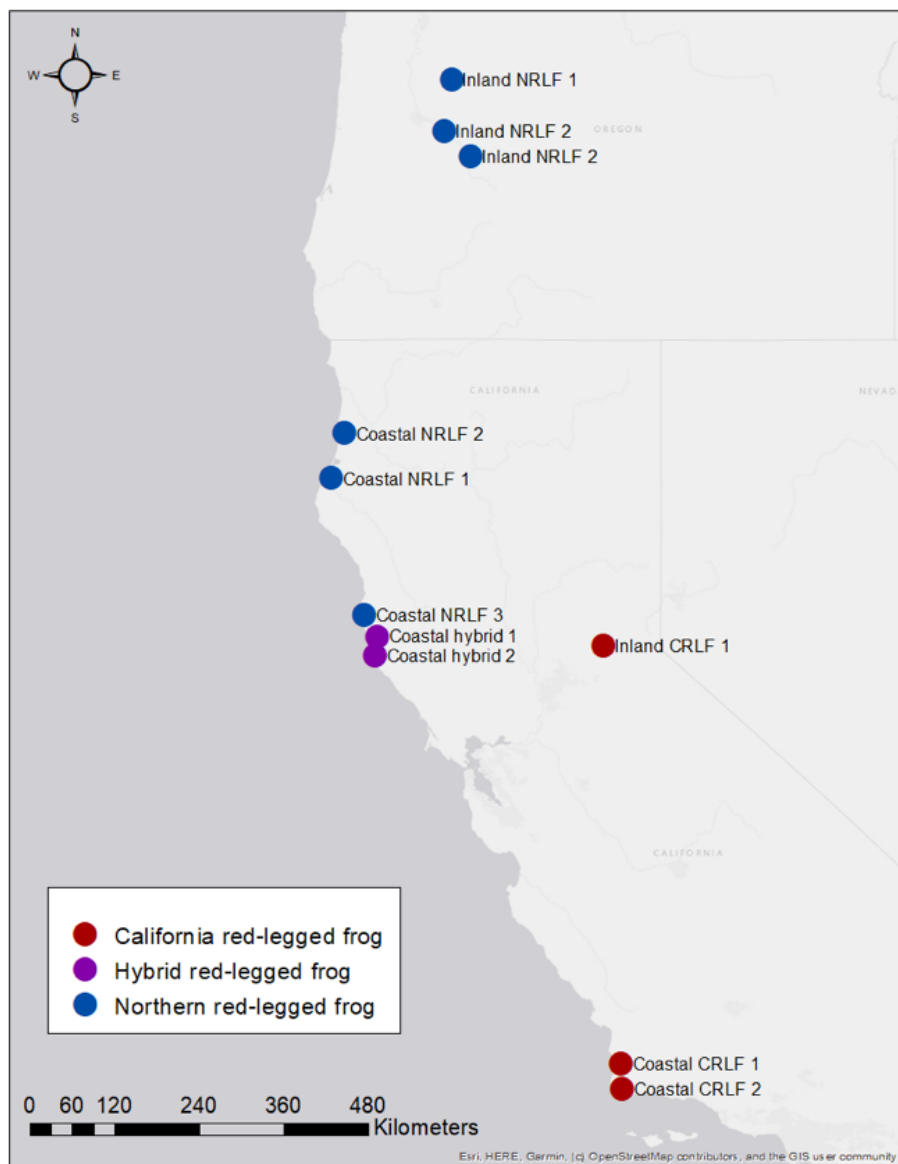 N
W E
S
Inland NRLF 1
Inland NRLF 2
OREGON
Inland NRLF 2
CALIFORNIA
NEVAD
Coastal NRLF 2
Coastal NRLF 1
Coastal NRLF 3
Coastal hybrid 1
Inland CRLF 1
Coastal hybrid 2
CALIFORNIA
California red-legged frog
Hybrid red-legged frog
Northern red-legged frog
Coastal CRLF 1
Coastal CRLF 2
0 60 120 240 360 480
Kilometers
Esri, HERE, Garmin, (c) OpenStreetMap contributors, and the GIS user community